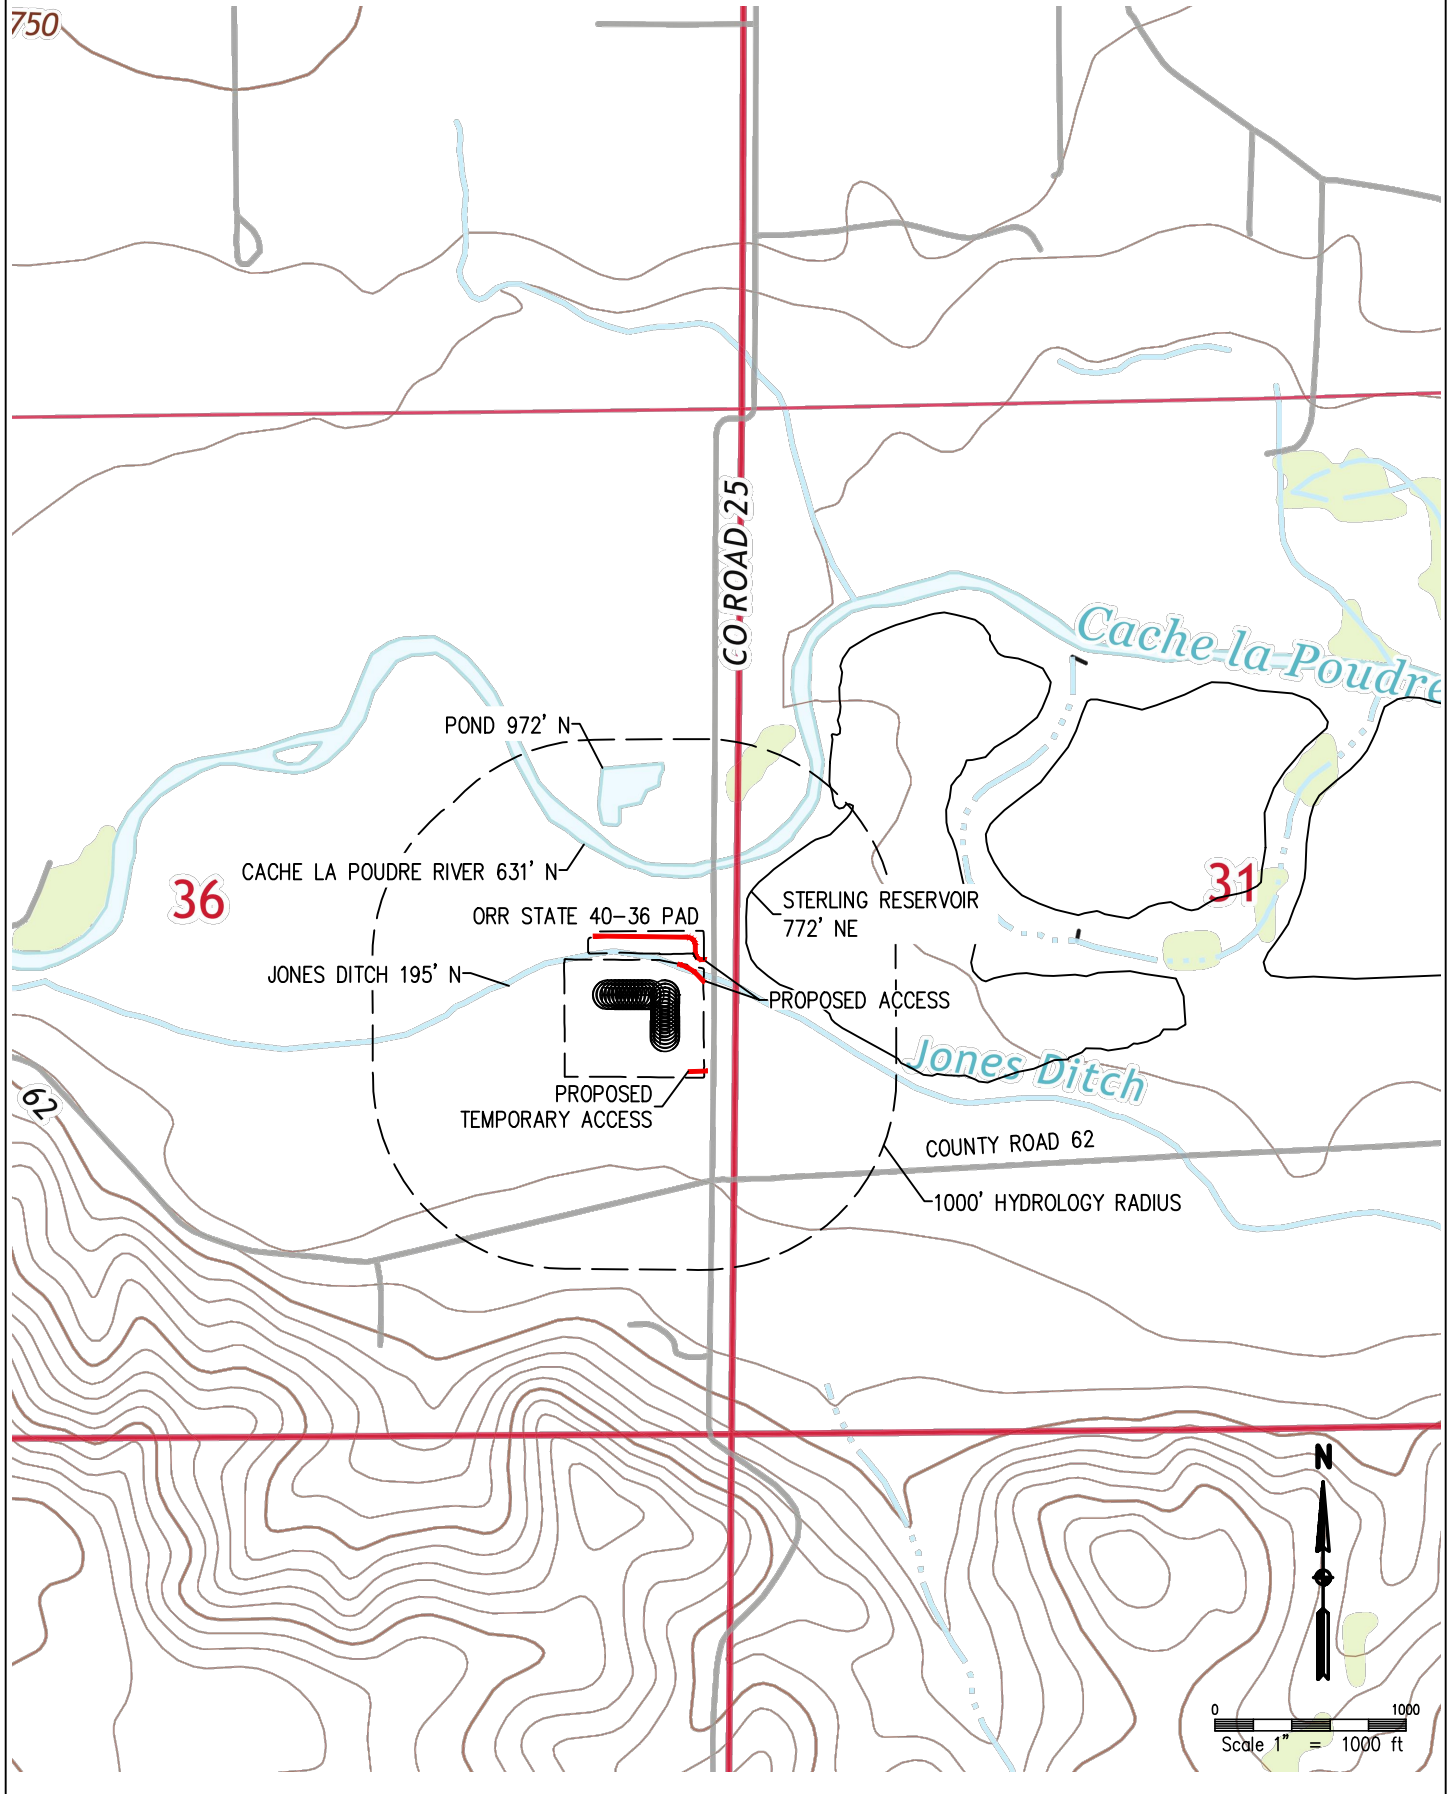 750
CO ROAD 25
Cache la Poudre
POND 972' N
CACHE LA POUDRE RIVER 631' N
36
31
STERLING RESERVOIR
772' NE
ORR STATE 40-36 PAD
JONES DITCH 195' N
PROPOSED ACCESS
Jones Ditch
62
PROPOSED
TEMPORARY ACCESS
COUNTY ROAD 62
1000' HYDROLOGY RADIUS
N
0 1000
Scale 1" = 1000 ft